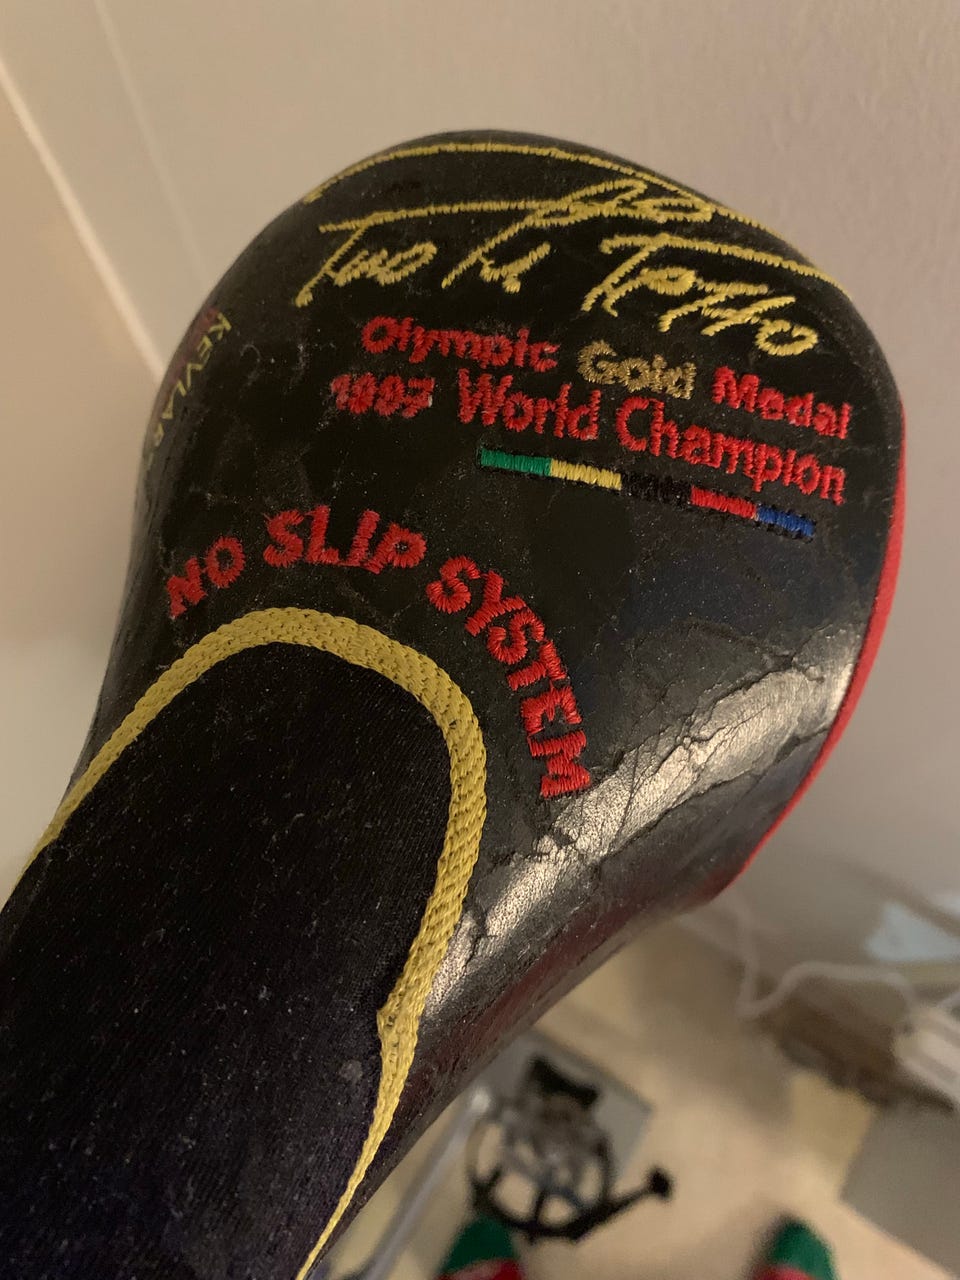 Olympic Gold Medal
1997 World Champion
KEVLAR
NO SLIP SYSTEM